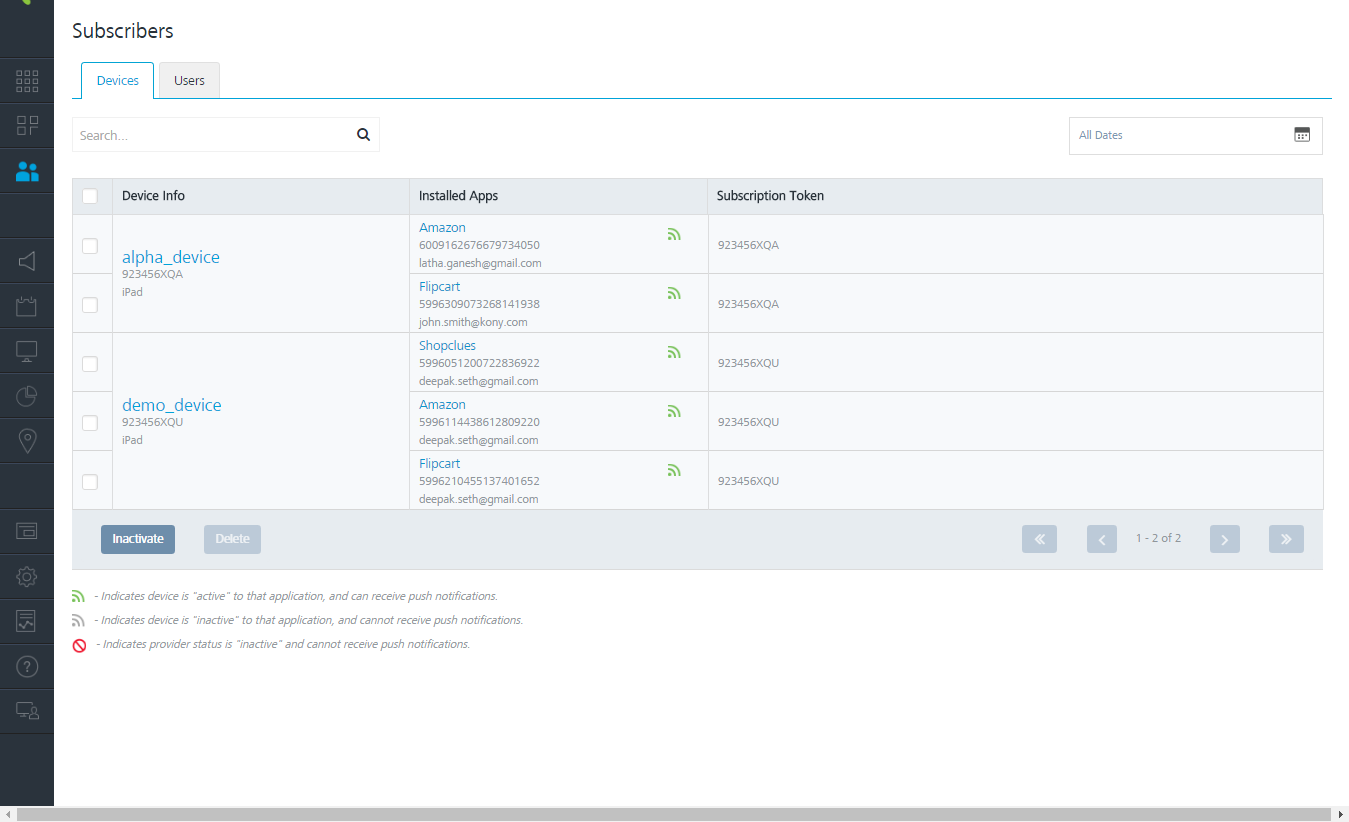 Subscribers
Devices
Users
Search...
All Dates
Device Info
Installed Apps
Subscription Token
alpha_device
923456XQA
iPad
Amazon
6009162676679734050
latha.ganesh@gmail.com
923456XQA
Flipcart
5996309073268141938
john.smith@kony.com
923456XQA
demo_device
923456XQU
iPad
Shopclues
5996051200722836922
deepak.seth@gmail.com
923456XQU
Amazon
5996114438612809220
deepak.seth@gmail.com
923456XQU
Flipcart
5996210455137401652
deepak.seth@gmail.com
923456XQU
Inactivate
Delete
1 - 2 of 2
- Indicates device is "active" to that application, and can receive push notifications.
- Indicates device is "inactive" to that application, and cannot receive push notifications.
- Indicates provider status is "inactive" and cannot receive push notifications.